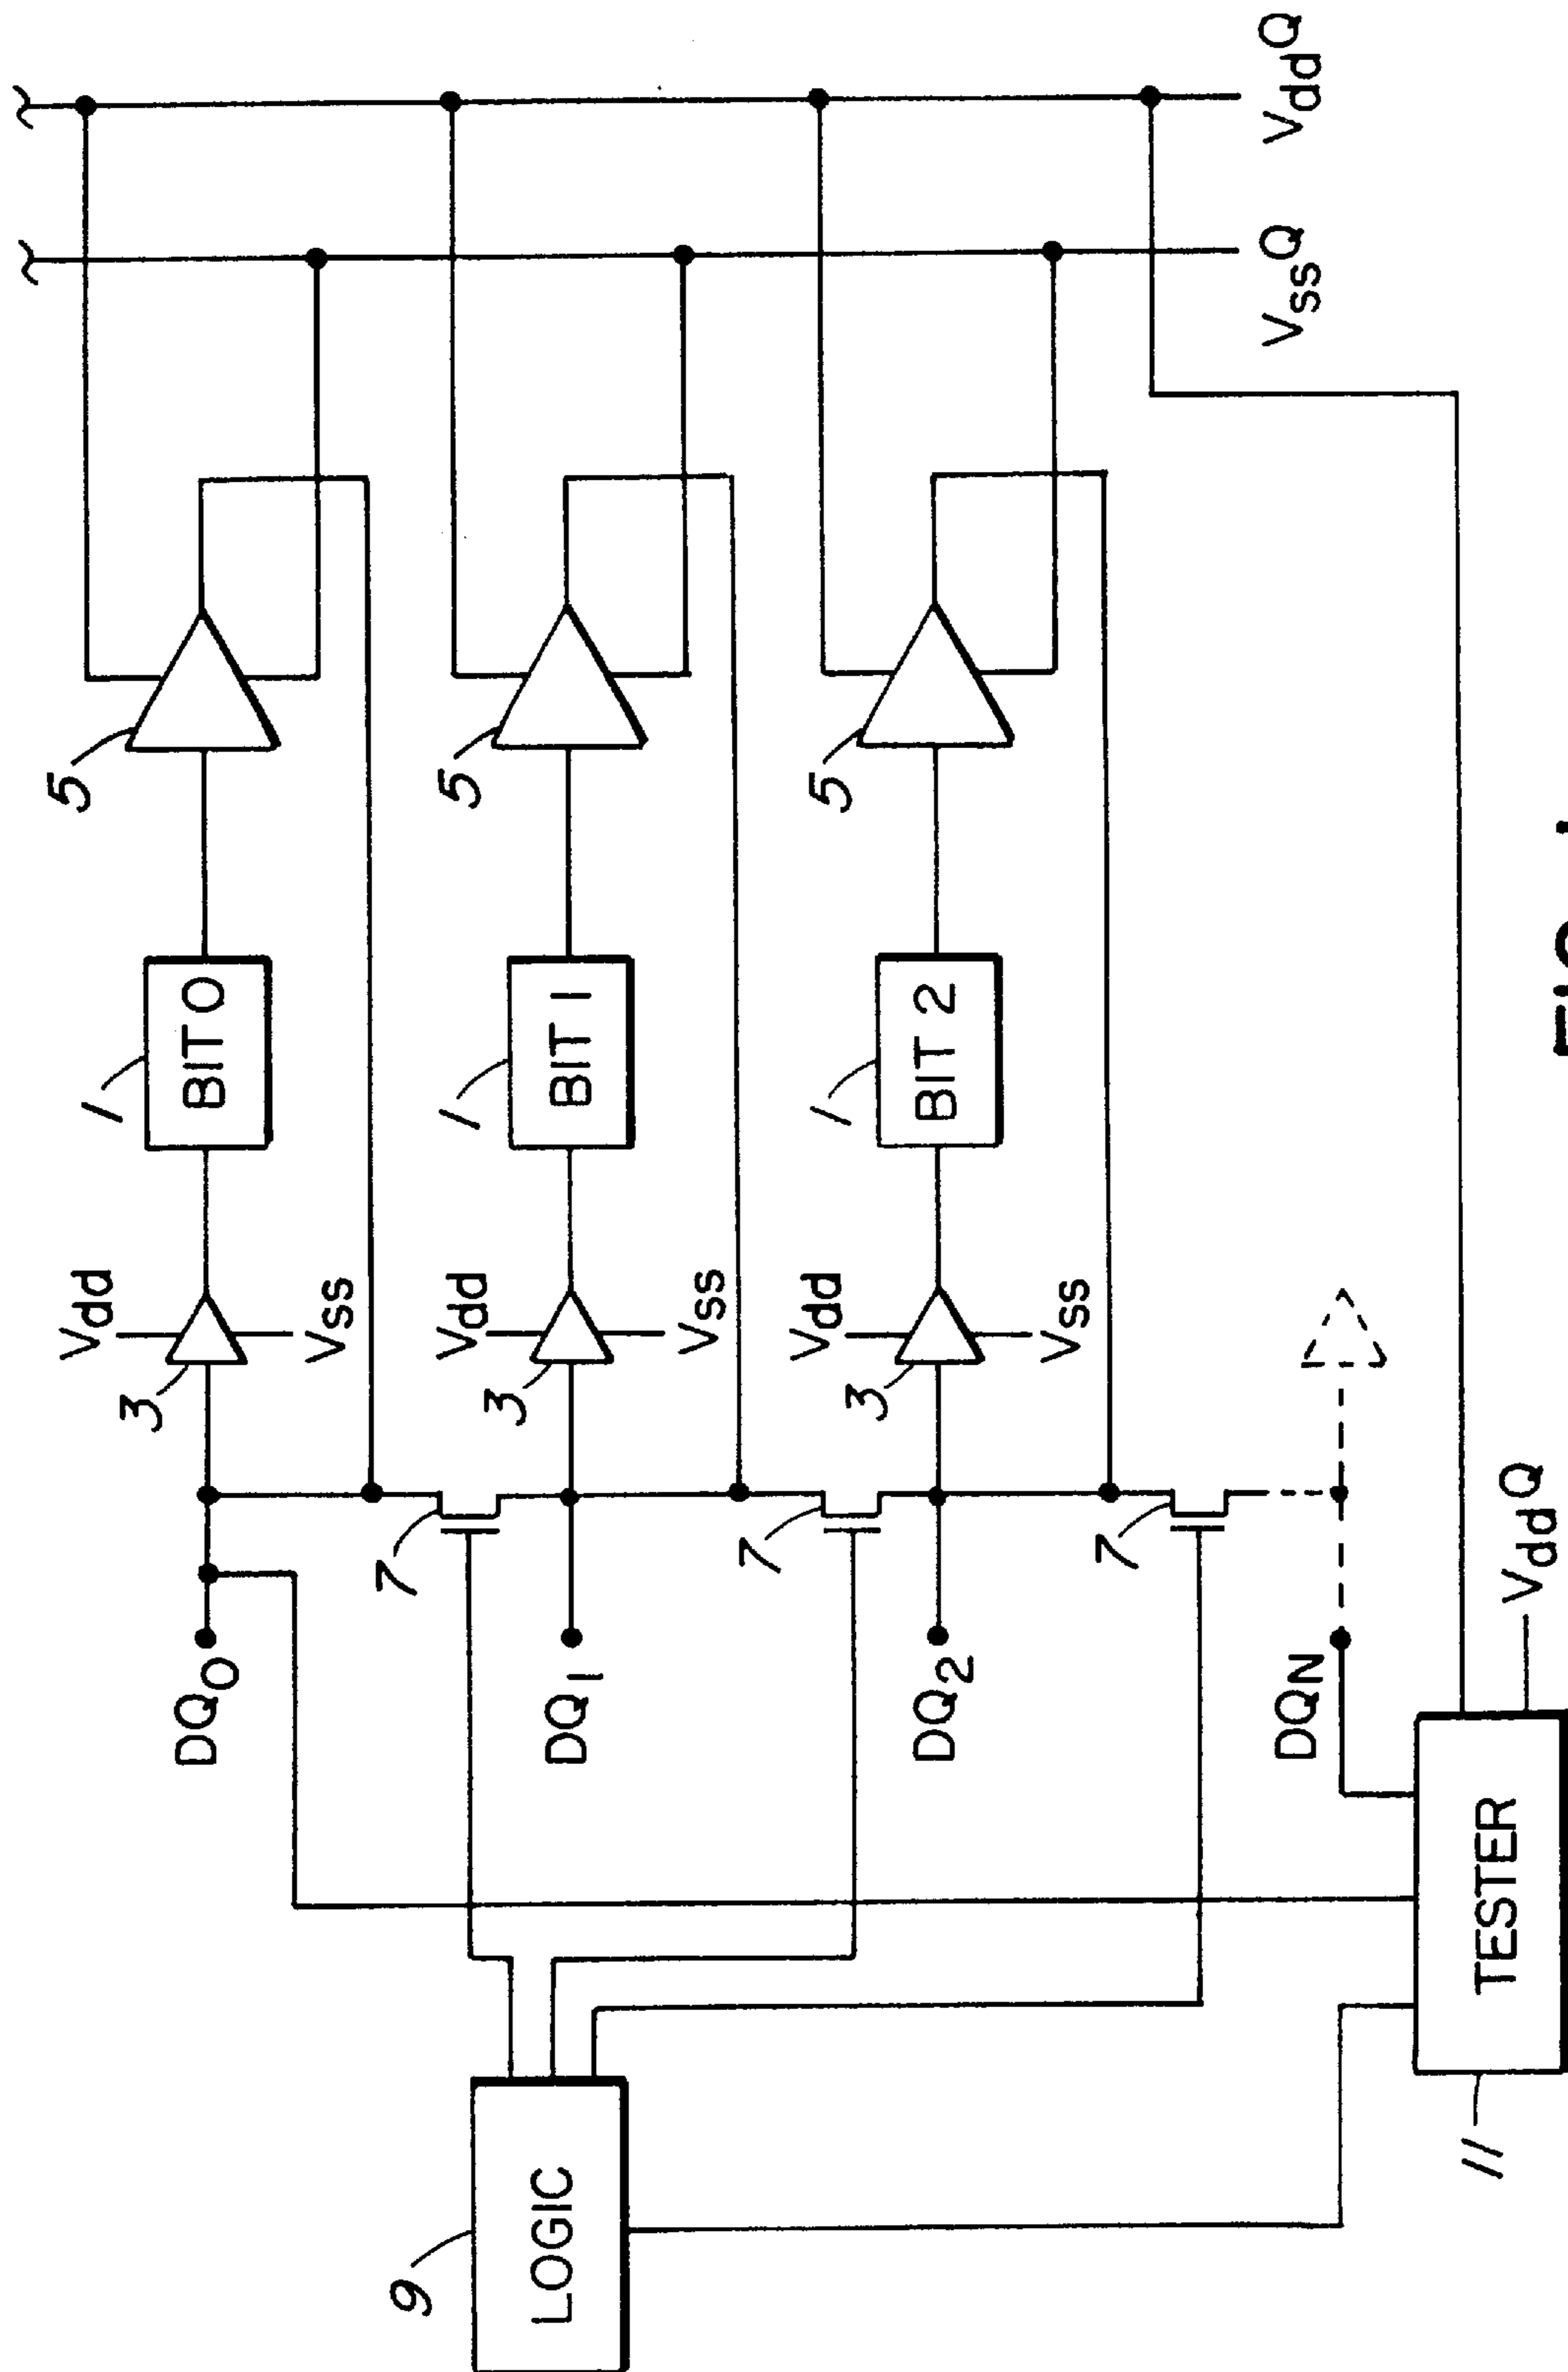 5
5
5
VddQ
VssQ
1
BIT 0
1
BIT 1
1
BIT 2
Vdd
3
Vss
Vdd
3
Vss
Vdd
3
Vss
7
7
7
DQ0
DQ1
DQ2
DQN
VddQ
9
LOGIC
TESTER
11